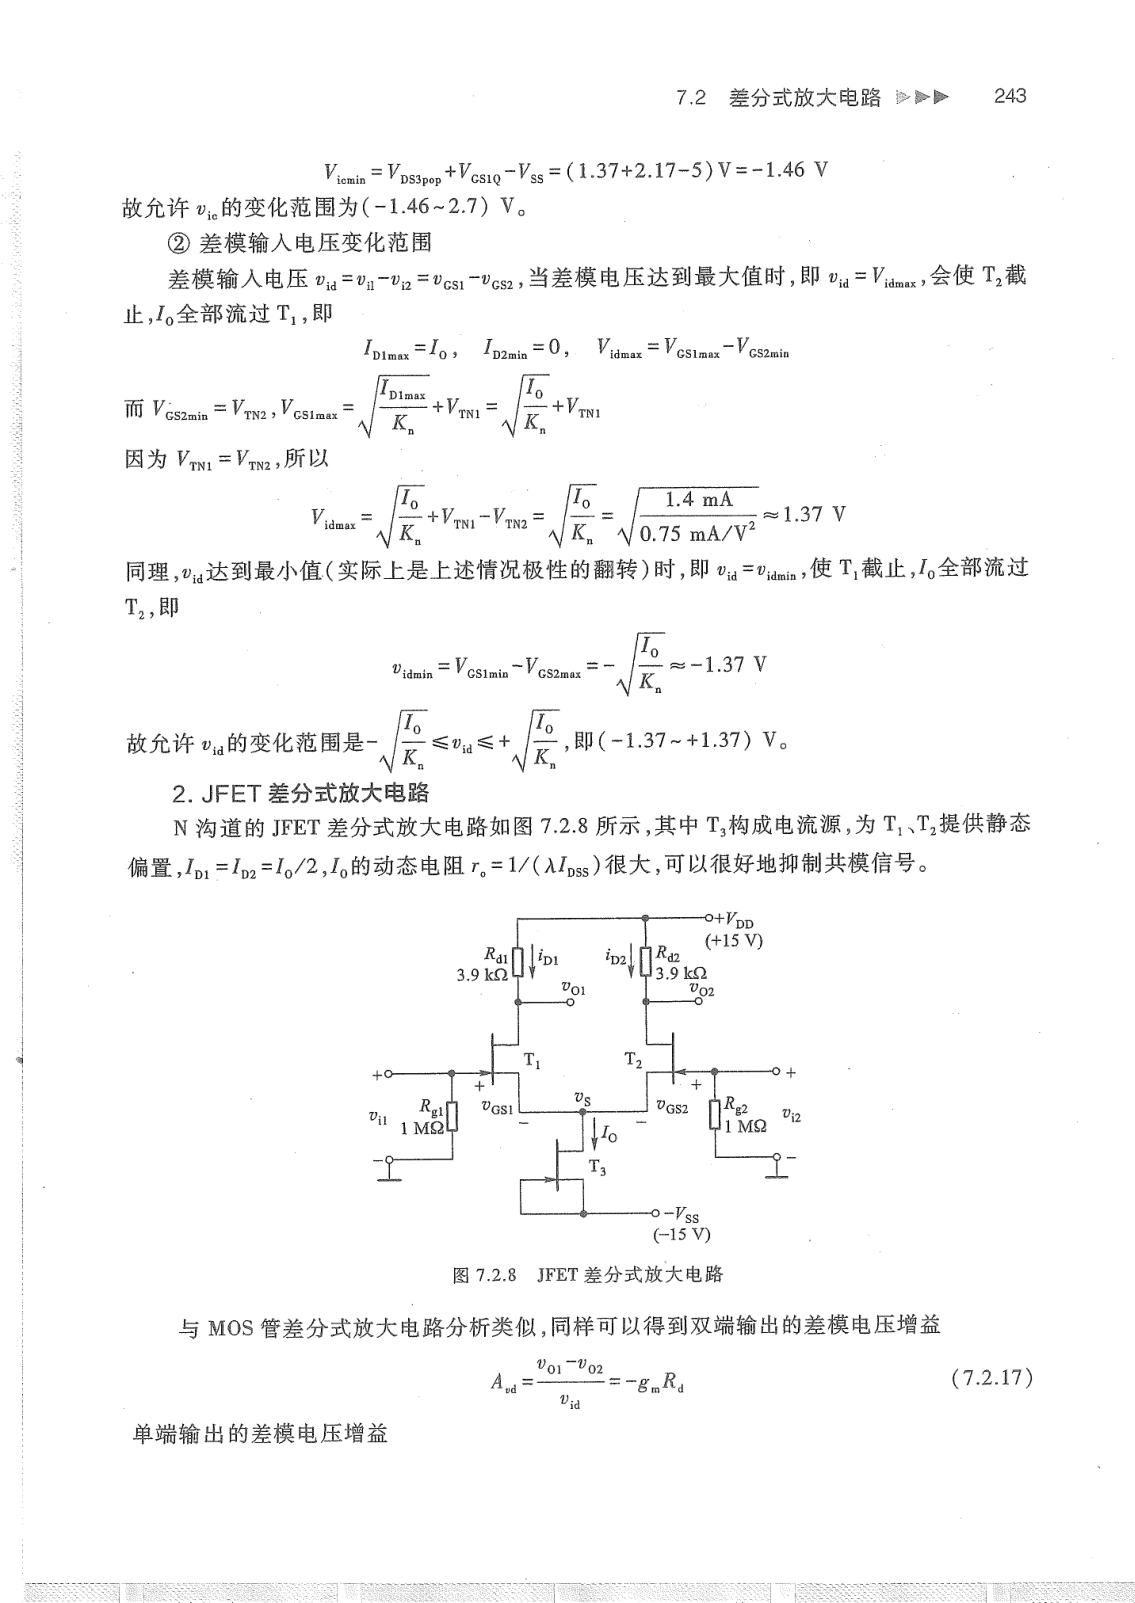 7.2 差分式放大电路 243
V_icmin = V_DS3pop + V_GS1Q - V_SS = (1.37+2.17-5) V = -1.46 V
故允许 v_ic 的变化范围为(-1.46~2.7) V。
② 差模输入电压变化范围
差模输入电压 v_id = v_i1 - v_i2 = v_GS1 - v_GS2,当差模电压达到最大值时,即 v_id = V_idmax,会使 T_2 截
止,I_O 全部流过 T_1,即
I_D1max = I_O, I_D2min = 0, V_idmax = V_GS1max - V_GS2min
而 V_GS2min = V_TN2, V_GS1max = √(I_D1max/K_n) + V_TN1 = √(I_O/K_n) + V_TN1
因为 V_TN1 = V_TN2,所以
V_idmax = √(I_O/K_n) + V_TN1 - V_TN2 = √(I_O/K_n) = √(1.4 mA/0.75 mA/V²) ≈ 1.37 V
同理,v_id 达到最小值(实际上是上述情况极性的翻转)时,即 v_id = v_idmin,使 T_1 截止,I_O 全部流过
T_2,即
v_idmin = V_GS1min - V_GS2max = -√(I_O/K_n) ≈ -1.37 V
故允许 v_id 的变化范围是 -√(I_O/K_n) ≤ v_id ≤ +√(I_O/K_n),即(-1.37~+1.37) V。
2. JFET 差分式放大电路
N 沟道的 JFET 差分式放大电路如图 7.2.8 所示,其中 T_3 构成电流源,为 T_1、T_2 提供静态
偏置,I_D1 = I_D2 = I_O/2,I_O 的动态电阻 r_o = 1/(λI_DSS)很大,可以很好地抑制共模信号。
+V_DD
(+15 V)
R_d1 i_D1 i_D2 R_d2
3.9 kΩ 3.9 kΩ
v_O1 v_O2
T_1 T_2
+ +
+ +
v_i1 R_g1 v_GS1 v_S v_GS2 R_g2 v_i2
1 MΩ 1 MΩ
- -
I_O
- -
T_3
-V_SS
(-15 V)
图 7.2.8 JFET 差分式放大电路
与 MOS 管差分式放大电路分析类似,同样可以得到双端输出的差模电压增益
A_vd = (v_O1 - v_O2)/v_id = -g_m R_d (7.2.17)
单端输出的差模电压增益